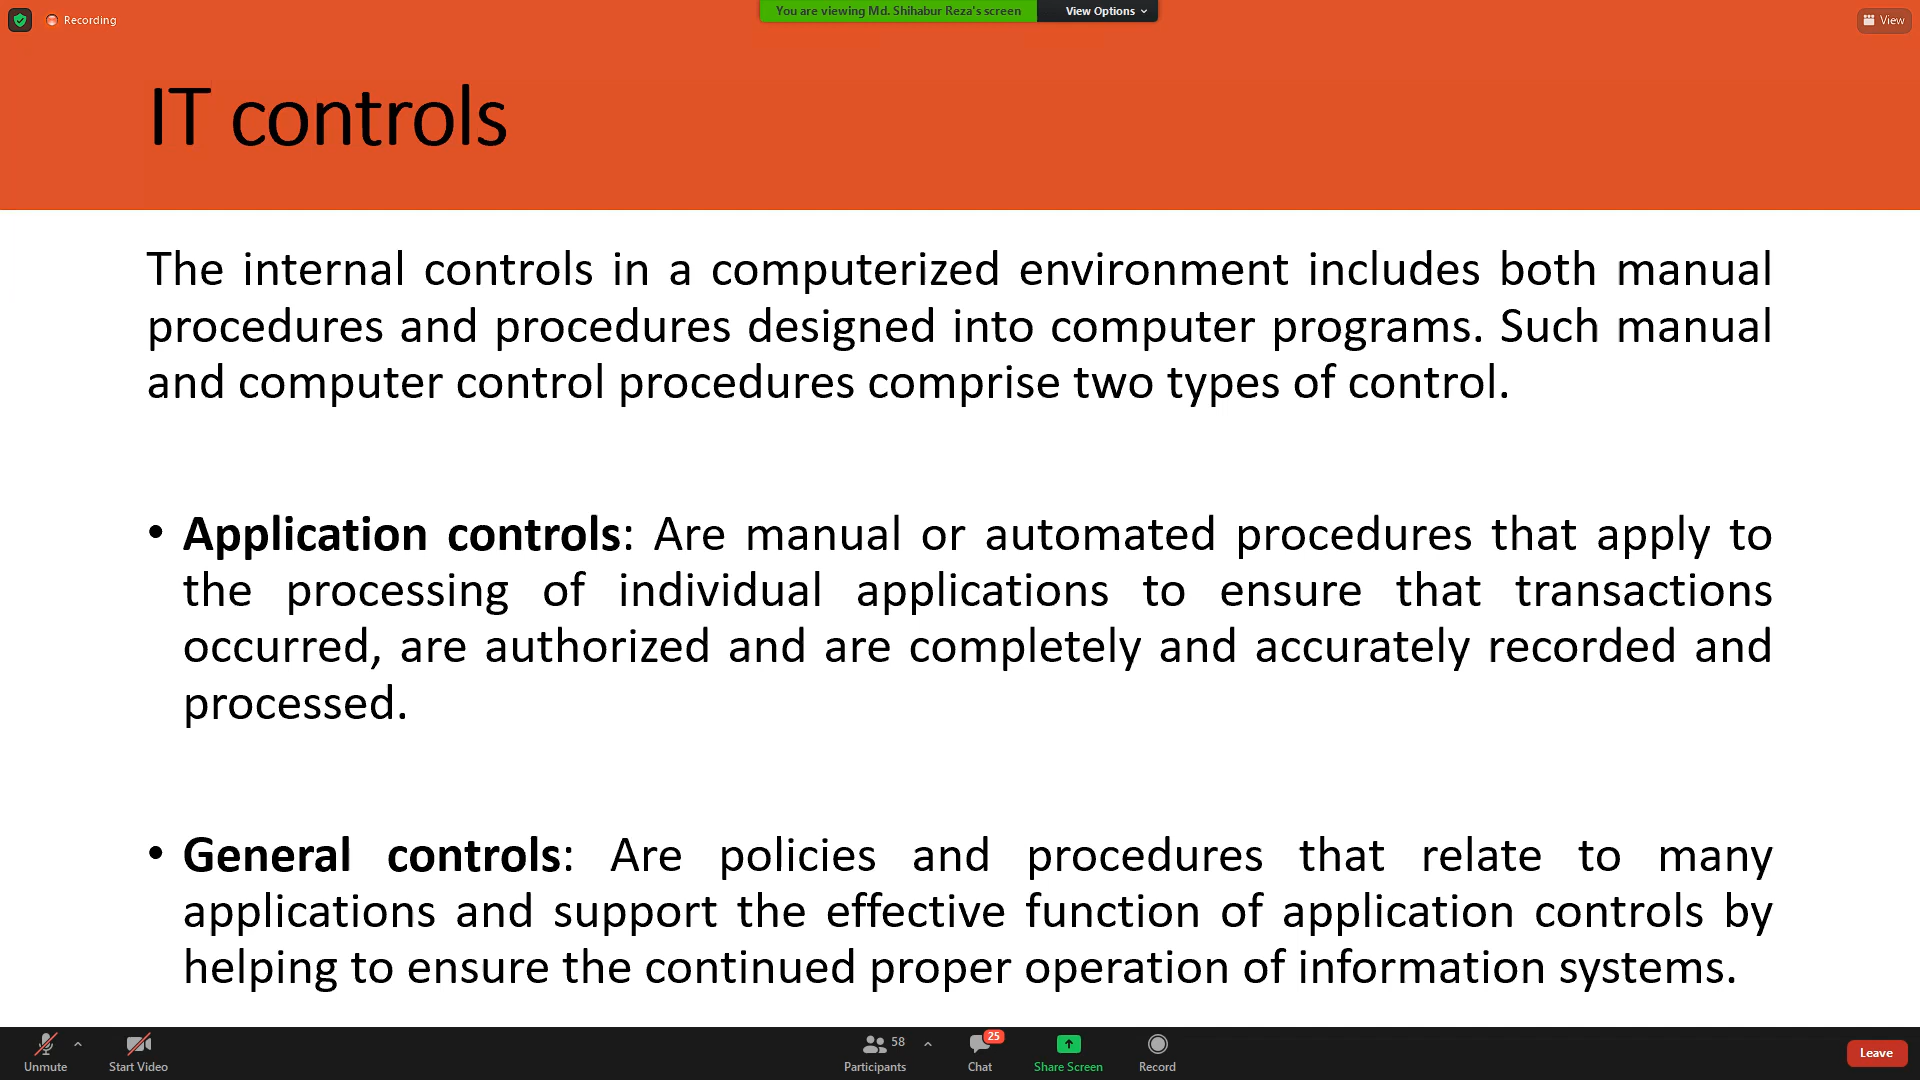 Recording
You are viewing Md. Shihabur Reza's screen
View Options
View
IT controls
The internal controls in a computerized environment includes both manual
procedures and procedures designed into computer programs. Such manual
and computer control procedures comprise two types of control.
• Application controls: Are manual or automated procedures that apply to
the processing of individual applications to ensure that transactions
occurred, are authorized and are completely and accurately recorded and
processed.
• General controls: Are policies and procedures that relate to many
applications and support the effective function of application controls by
helping to ensure the continued proper operation of information systems.
Unmute
Start Video
58
Participants
25
Chat
Share Screen
Record
Leave